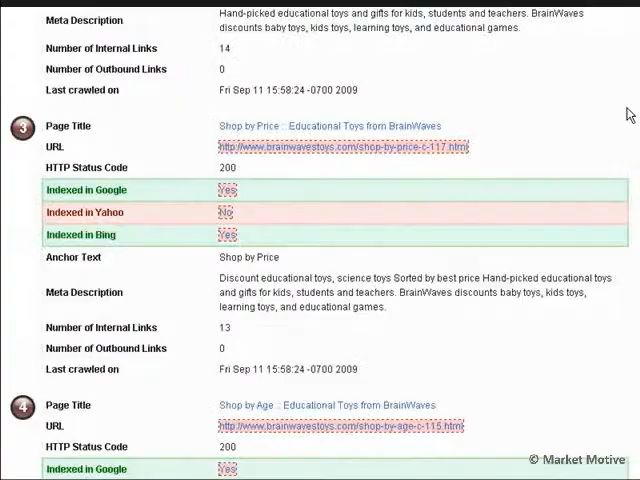 Hand-picked educational toys and gifts for kids, students and teachers. BrainWaves
Meta Description
discounts baby toys, kids toys, learning toys, and educational games.
Number of Internal Links 14
Number of Outbound Links 0
Last crawled on Fri Sep 11 15:58:24 -0700 2009
3 Page Title Shop by Price :: Educational Toys from BrainWaves
URL http://www.brainwavestoys.com/shop-by-price-c-117.html
HTTP Status Code 200
Indexed in Google Yes
Indexed in Yahoo No
Indexed in Bing Yes
Anchor Text Shop by Price
Discount educational toys, science toys Sorted by best price Hand-picked educational toys
Meta Description and gifts for kids, students and teachers. BrainWaves discounts baby toys, kids toys,
learning toys, and educational games.
Number of Internal Links 13
Number of Outbound Links 0
Last crawled on Fri Sep 11 15:58:24 -0700 2009
4 Page Title Shop by Age :: Educational Toys from BrainWaves
URL http://www.brainwavestoys.com/shop-by-age-c-115.html
HTTP Status Code 200
Indexed in Google Yes
© Market Motive